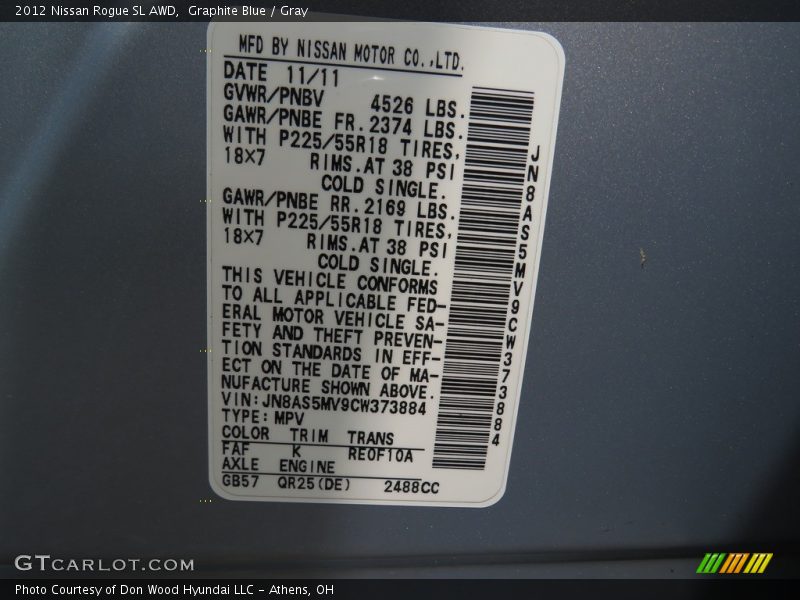 2012 Nissan Rogue SL AWD,  Graphite Blue / Gray
MFD BY NISSAN MOTOR CO.,LTD.
DATE 11/11
GVWR/PNBV 4526 LBS.
GAWR/PNBE FR.2374 LBS.
WITH P225/55R18 TIRES,
18×7 RIMS.AT 38 PSI
COLD SINGLE.
GAWR/PNBE RR.2169 LBS.
WITH P225/55R18 TIRES,
18×7 RIMS.AT 38 PSI
COLD SINGLE.
THIS VEHICLE CONFORMS
TO ALL APPLICABLE FED-
ERAL MOTOR VEHICLE SA-
FETY AND THEFT PREVEN-
TION STANDARDS IN EFF-
ECT ON THE DATE OF MA-
NUFACTURE SHOWN ABOVE.
VIN:JN8AS5MV9CW373884
TYPE:MPV
COLOR TRIM TRANS
FAF K RE0F10A
AXLE ENGINE
GB57 QR25(DE) 2488CC
JN8AS5MV9CW373884
GTCARLOT.COM
Photo Courtesy of Don Wood Hyundai LLC - Athens, OH